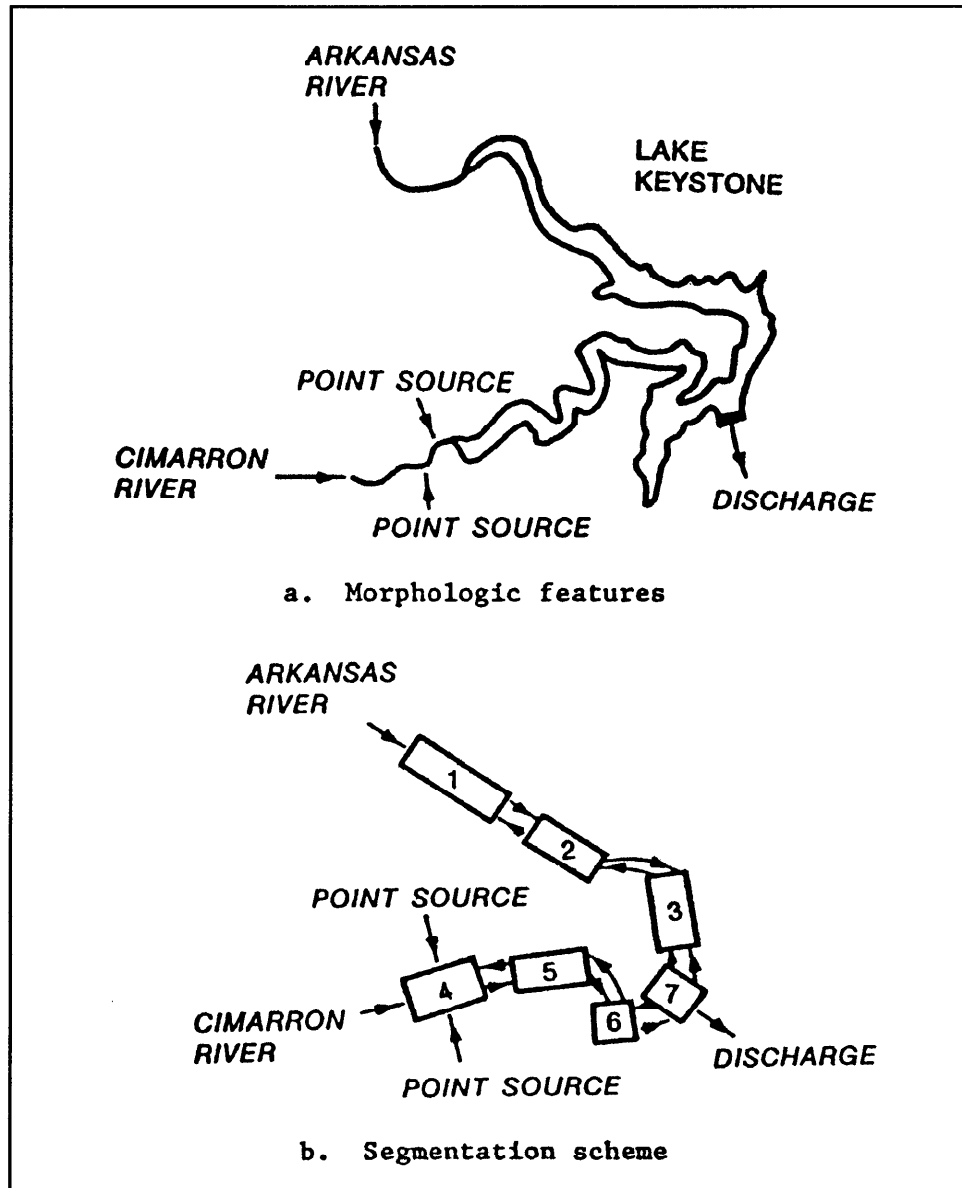 ARKANSAS
RIVER
LAKE
KEYSTONE
POINT SOURCE
CIMARRON
RIVER
POINT SOURCE
DISCHARGE
a. Morphologic features
ARKANSAS
RIVER
1
2
3
POINT SOURCE
4
5
6
7
CIMARRON
RIVER
POINT SOURCE
DISCHARGE
b. Segmentation scheme